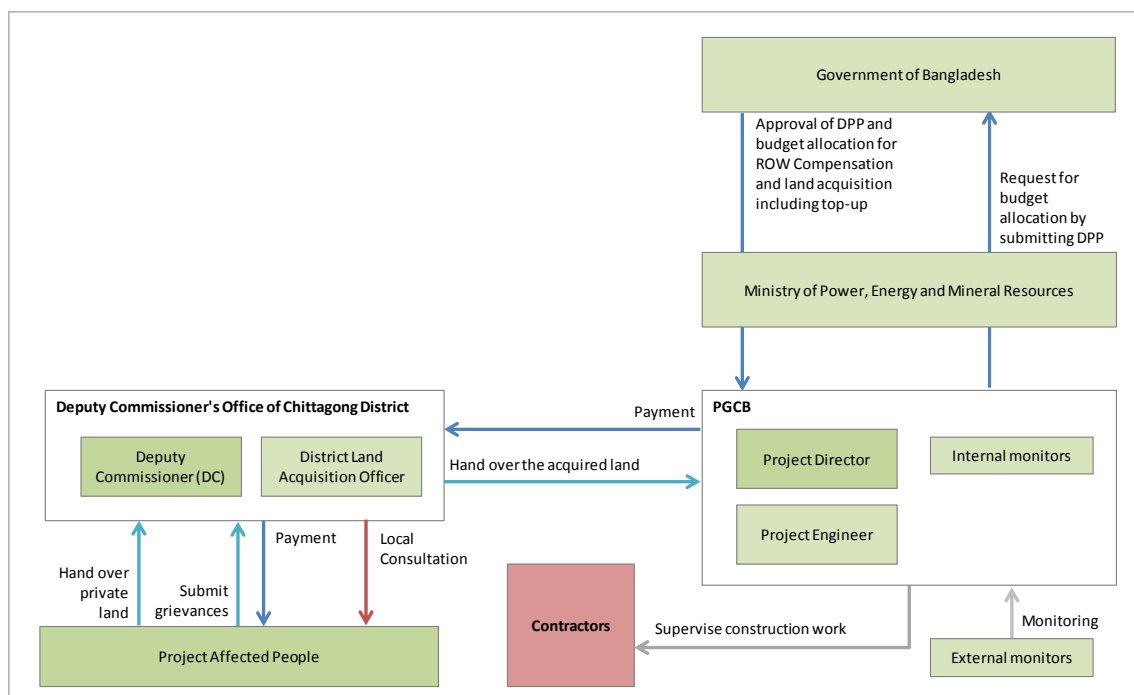 Government of Bangladesh
Approval of DPP and
budget allocation for
ROW Compensation
and land acquisition
including top-up
Request for
budget
allocation by
submitting DPP
Ministry of Power, Energy and Mineral Resources
Deputy Commissioner's Office of Chittagong District
Deputy
Commissioner (DC)
District Land
Acquisition Officer
Payment
Hand over the acquired land
PGCB
Project Director
Internal monitors
Project Engineer
Hand over
private
land
Submit
grievances
Payment
Local
Consultation
Project Affected People
Contractors
Supervise construction work
Monitoring
External monitors